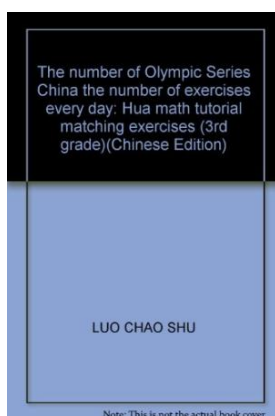 The number of Olympic Series
China the number of exercises
every day: Hua math tutorial
matching exercises (3rd
grade)(Chinese Edition)
LUO CHAO SHU
Note: This is not the actual book cover